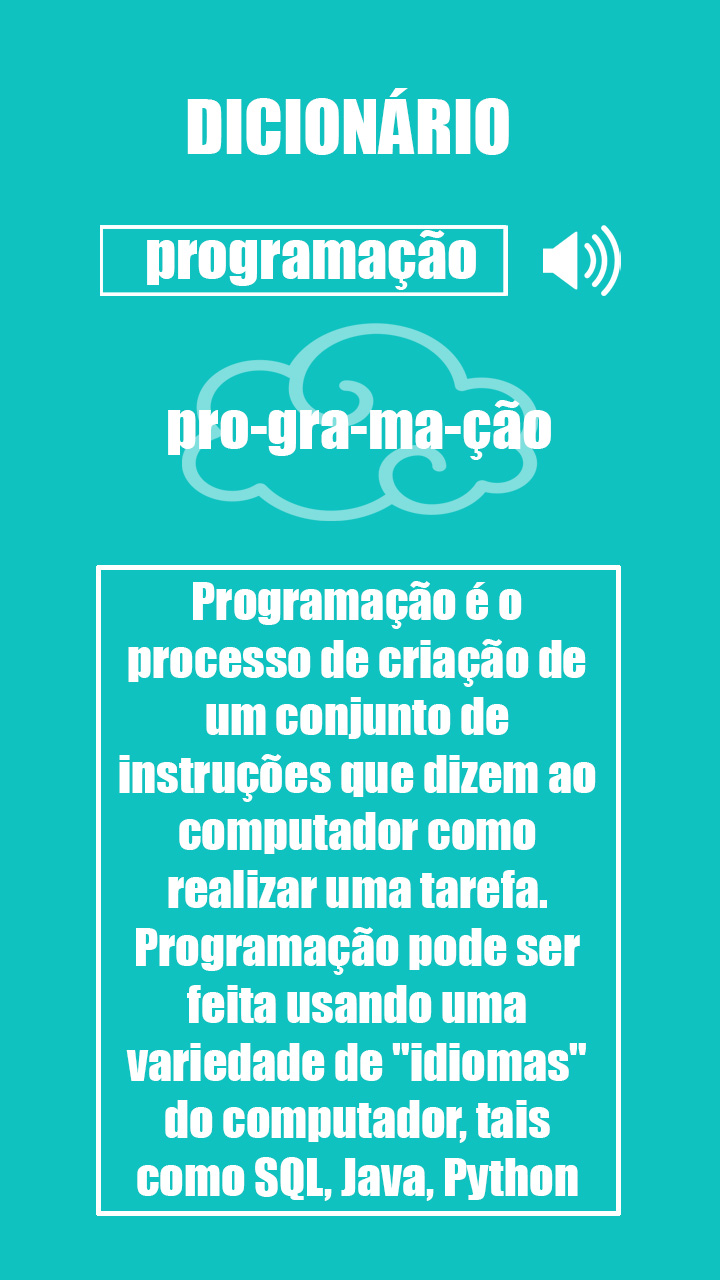 DICIONÁRIO
programação
pro-gra-ma-ção
Programação é o
processo de criação de
um conjunto de
instruções que dizem ao
computador como
realizar uma tarefa.
Programação pode ser
feita usando uma
variedade de "idiomas"
do computador, tais
como SQL, Java, Python